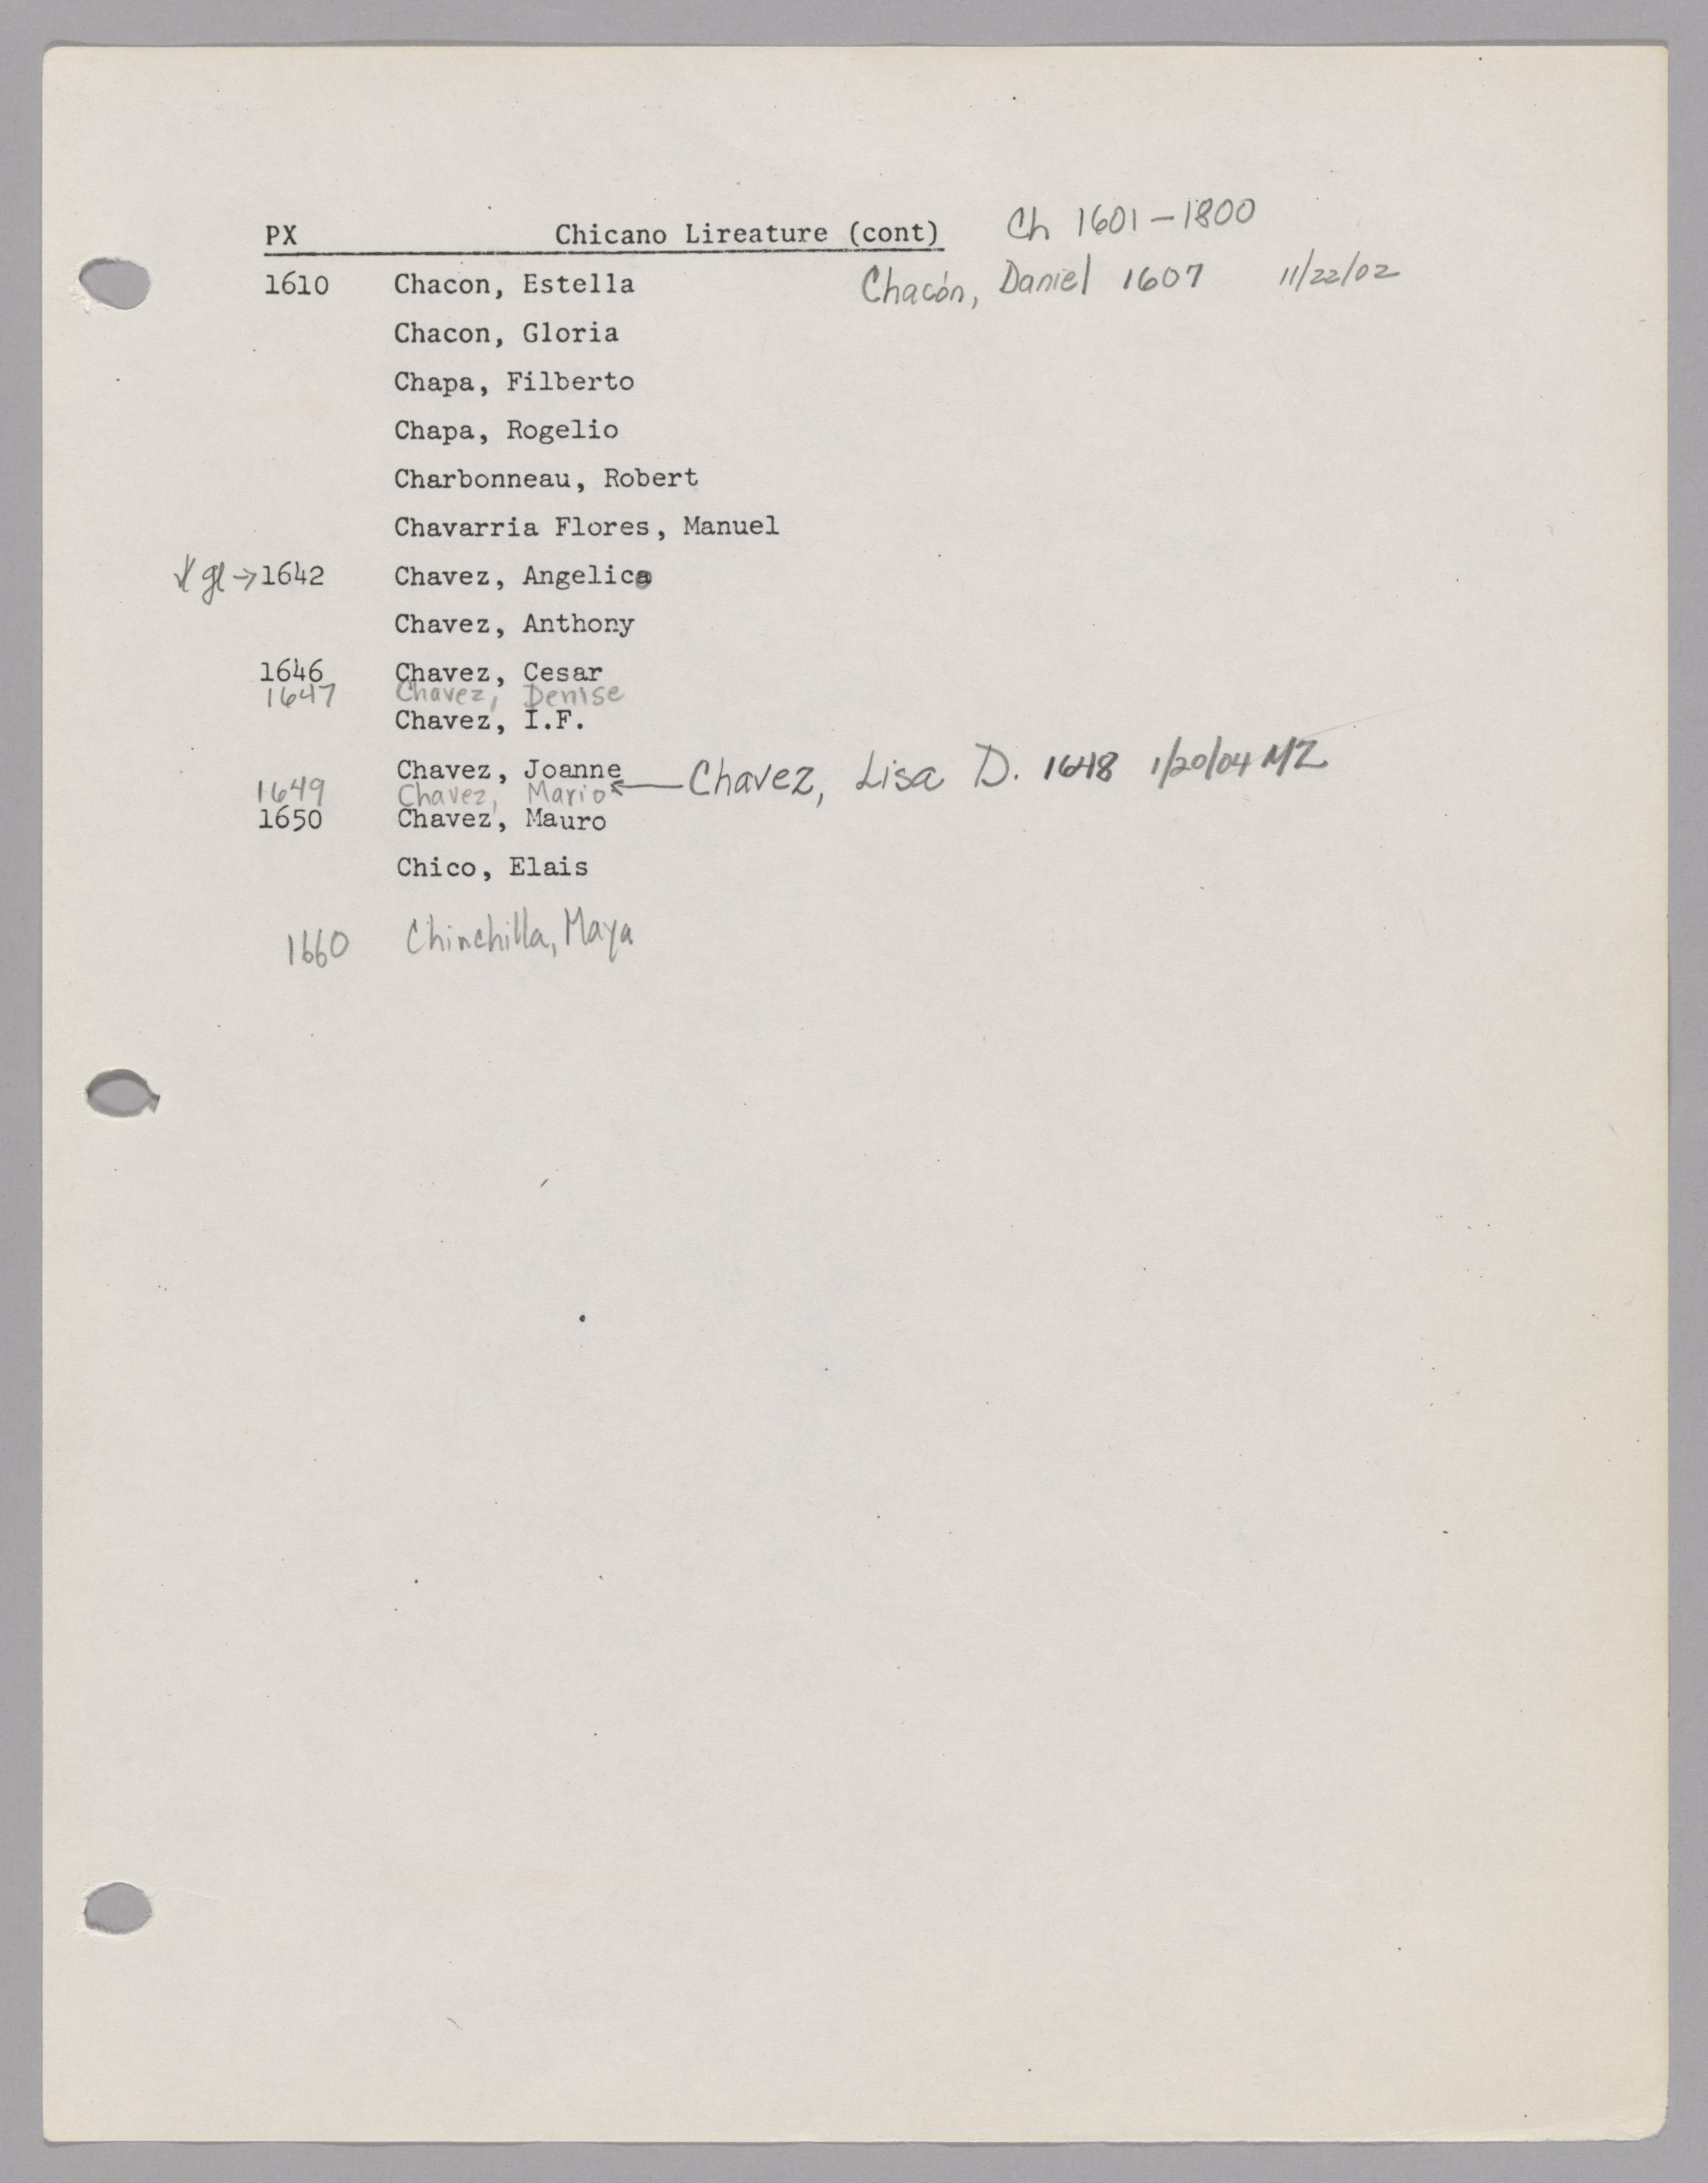 PX Chicano Lireature (cont) Ch 1601-1800
1610 Chacon, Estella Chacón, Daniel 1607 11/22/02
Chacon, Gloria
Chapa, Filberto
Chapa, Rogelio
Charbonneau, Robert
Chavarria Flores, Manuel
→1642 Chavez, Angelica
Chavez, Anthony
1646 Chavez, Cesar
1647 Chavez, Denise
Chavez, I.F.
Chavez, Joanne ← Chavez, Lisa D. 1648 1/20/04 MZ
1649 Chavez, Mario
1650 Chavez, Mauro
Chico, Elais
1660 Chinchilla, Maya